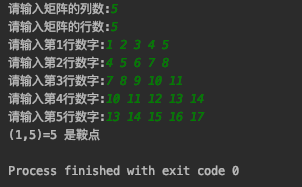 请输入矩阵的列数:5
请输入矩阵的行数:5
请输入第1行数字:1 2 3 4 5
请输入第2行数字:4 5 6 7 8
请输入第3行数字:7 8 9 10 11
请输入第4行数字:10 11 12 13 14
请输入第5行数字:13 14 15 16 17
(1,5)=5 是鞍点
Process finished with exit code 0